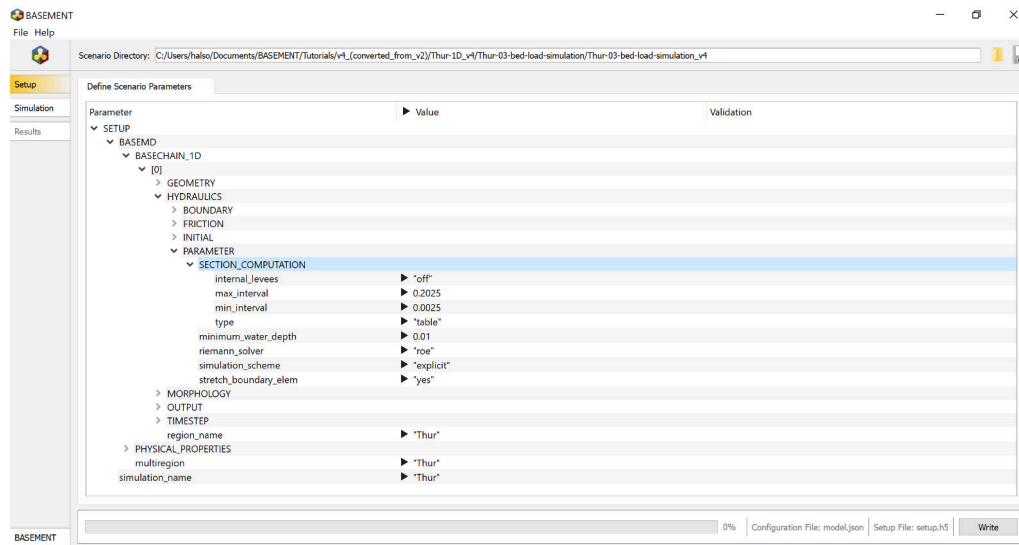 BASEMENT
File Help
Scenario Directory: C:/Users/halso/Documents/BASEMENT/Tutorials/v4_(converted_from_v2)/Thur-1D_v4/Thur-03-bed-load-simulation/Thur-03-bed-load-simulation_v4
Setup
Define Scenario Parameters
Simulation
Results
Parameter Value Validation
SETUP
BASEMD
BASECHAIN_1D
[0]
GEOMETRY
HYDRAULICS
BOUNDARY
FRICTION
INITIAL
PARAMETER
SECTION_COMPUTATION
internal_levees "off"
max_interval 0.2025
min_interval 0.0025
type "table"
minimum_water_depth 0.01
riemann_solver "roe"
simulation_scheme "explicit"
stretch_boundary_elem "yes"
MORPHOLOGY
OUTPUT
TIMESTEP
region_name "Thur"
PHYSICAL_PROPERTIES
multiregion "Thur"
simulation_name "Thur"
0% Configuration File: model.json Setup File: setup.h5 Write
BASEMENT